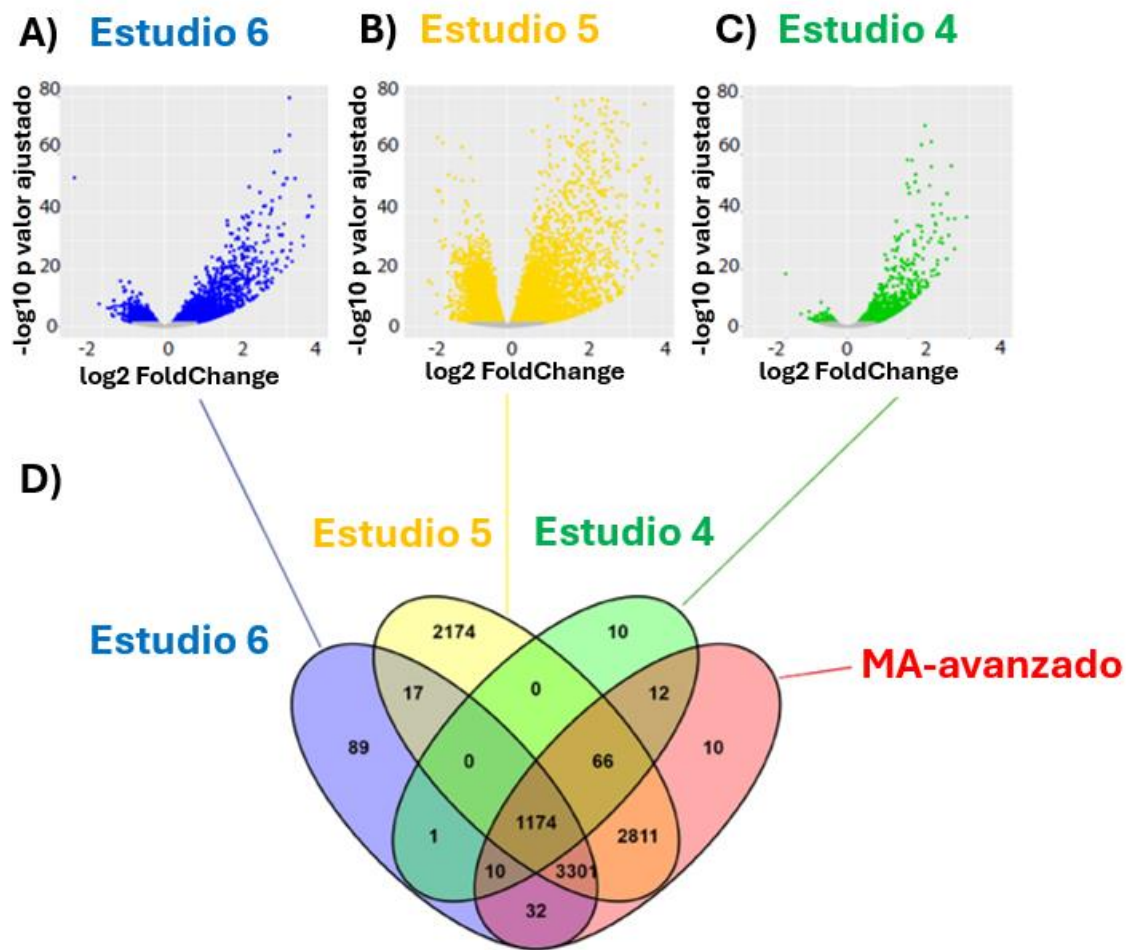 A) Estudio 6
B) Estudio 5
C) Estudio 4
-log10 p valor ajustado
80
60
40
20
0
-2 0 2 4
log2 FoldChange
-log10 p valor ajustado
80
60
40
20
0
-2 0 2 4
log2 FoldChange
-log10 p valor ajustado
80
60
40
20
0
-2 0 2 4
log2 FoldChange
D)
Estudio 5
Estudio 4
Estudio 6
MA-avanzado
2174
10
17
0
12
89
0
66
10
1
1174
2811
10
3301
32